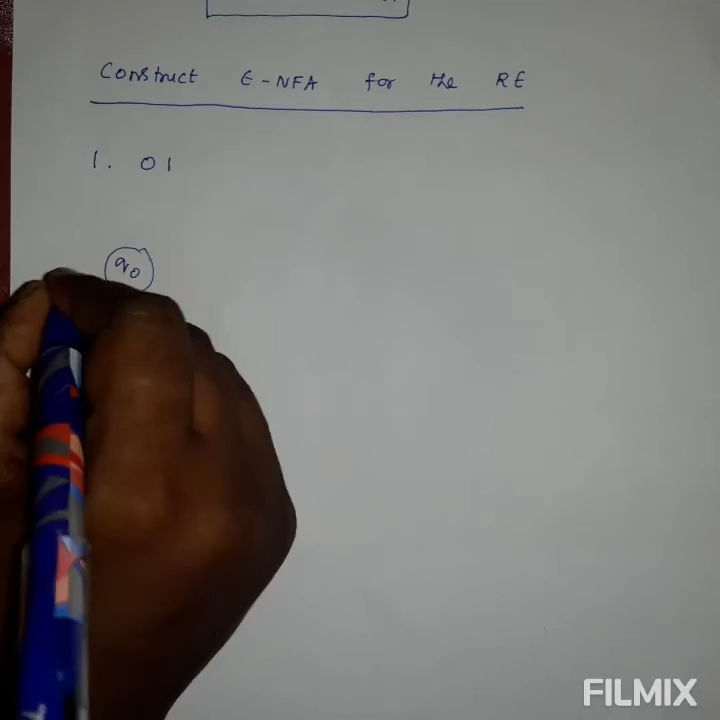 Construct ε-NFA for the RE
1. 01
q0
FILMIX